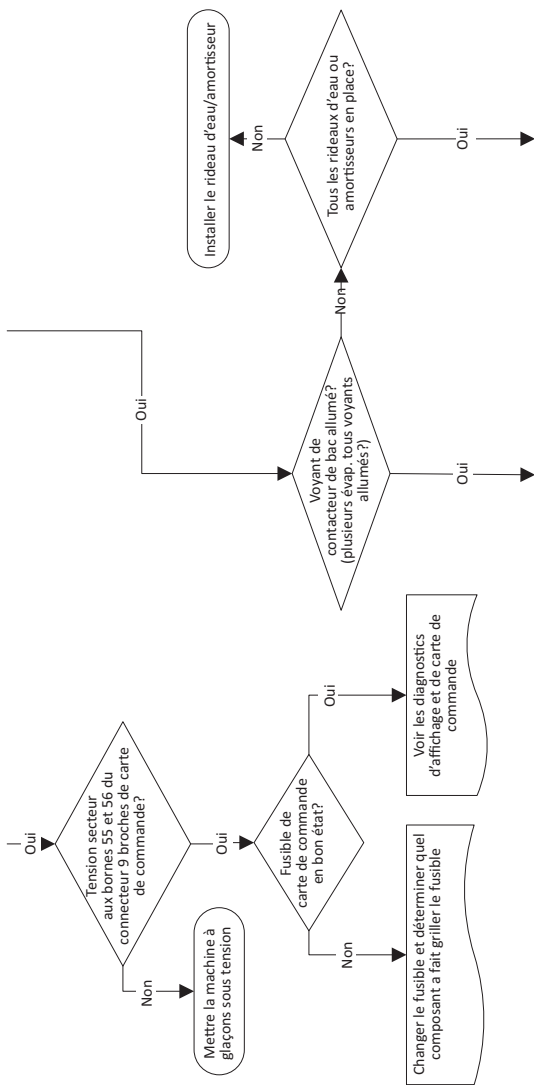 Oui
Tension secteur
aux bornes 55 et 56 du
connecteur 9 broches de carte
de commande?
Non
Mettre la machine à
glaçons sous tension
Oui
Fusible de
carte de commande
en bon état?
Non
Changer le fusible et déterminer quel
composant a fait griller le fusible
Oui
Voir les diagnostics
d'affichage et de carte de
commande
Oui
Voyant de
contacteur de bac allumé?
(plusieurs évap. tous voyants
allumés?)
Oui
Non
Tous les rideaux d'eau ou
amortisseurs en place?
Non
Installer le rideau d'eau/amortisseur
Oui